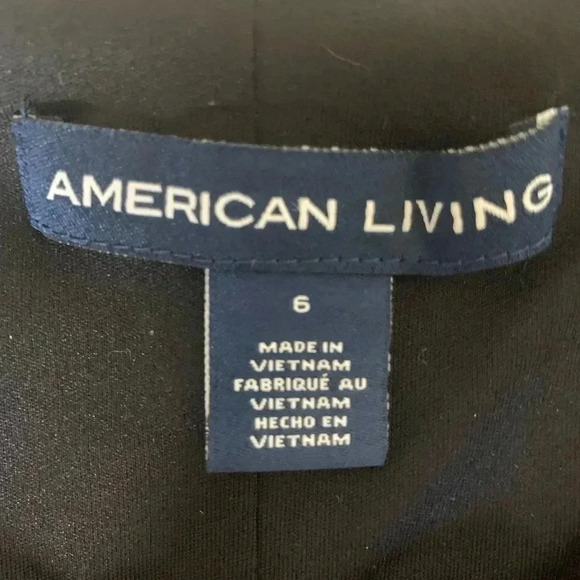 AMERICAN LIVING
6
MADE IN
VIETNAM
FABRIQUÉ AU
VIETNAM
HECHO EN
VIETNAM